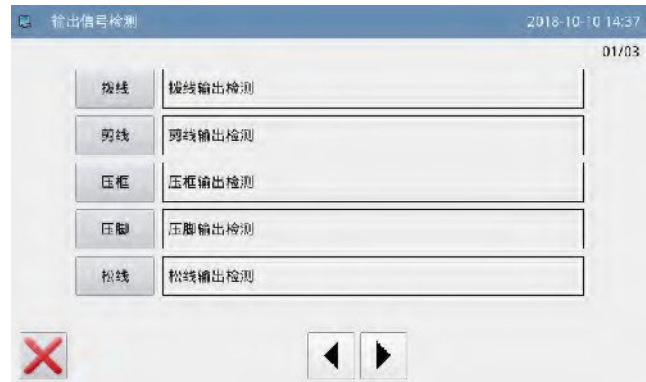 输出信号检测 2018-10-10 14:37
01/03
拨线 拨线输出检测
剪线 剪线输出检测
压框 压框输出检测
压脚 压脚输出检测
松线 松线输出检测